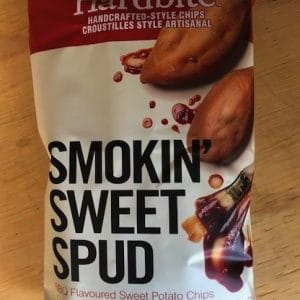 Hardbite
HANDCRAFTED-STYLE CHIPS
CROUSTILLES STYLE ARTISANAL
SMOKIN'
SWEET
SPUD
BBQ Flavoured Sweet Potato Chips